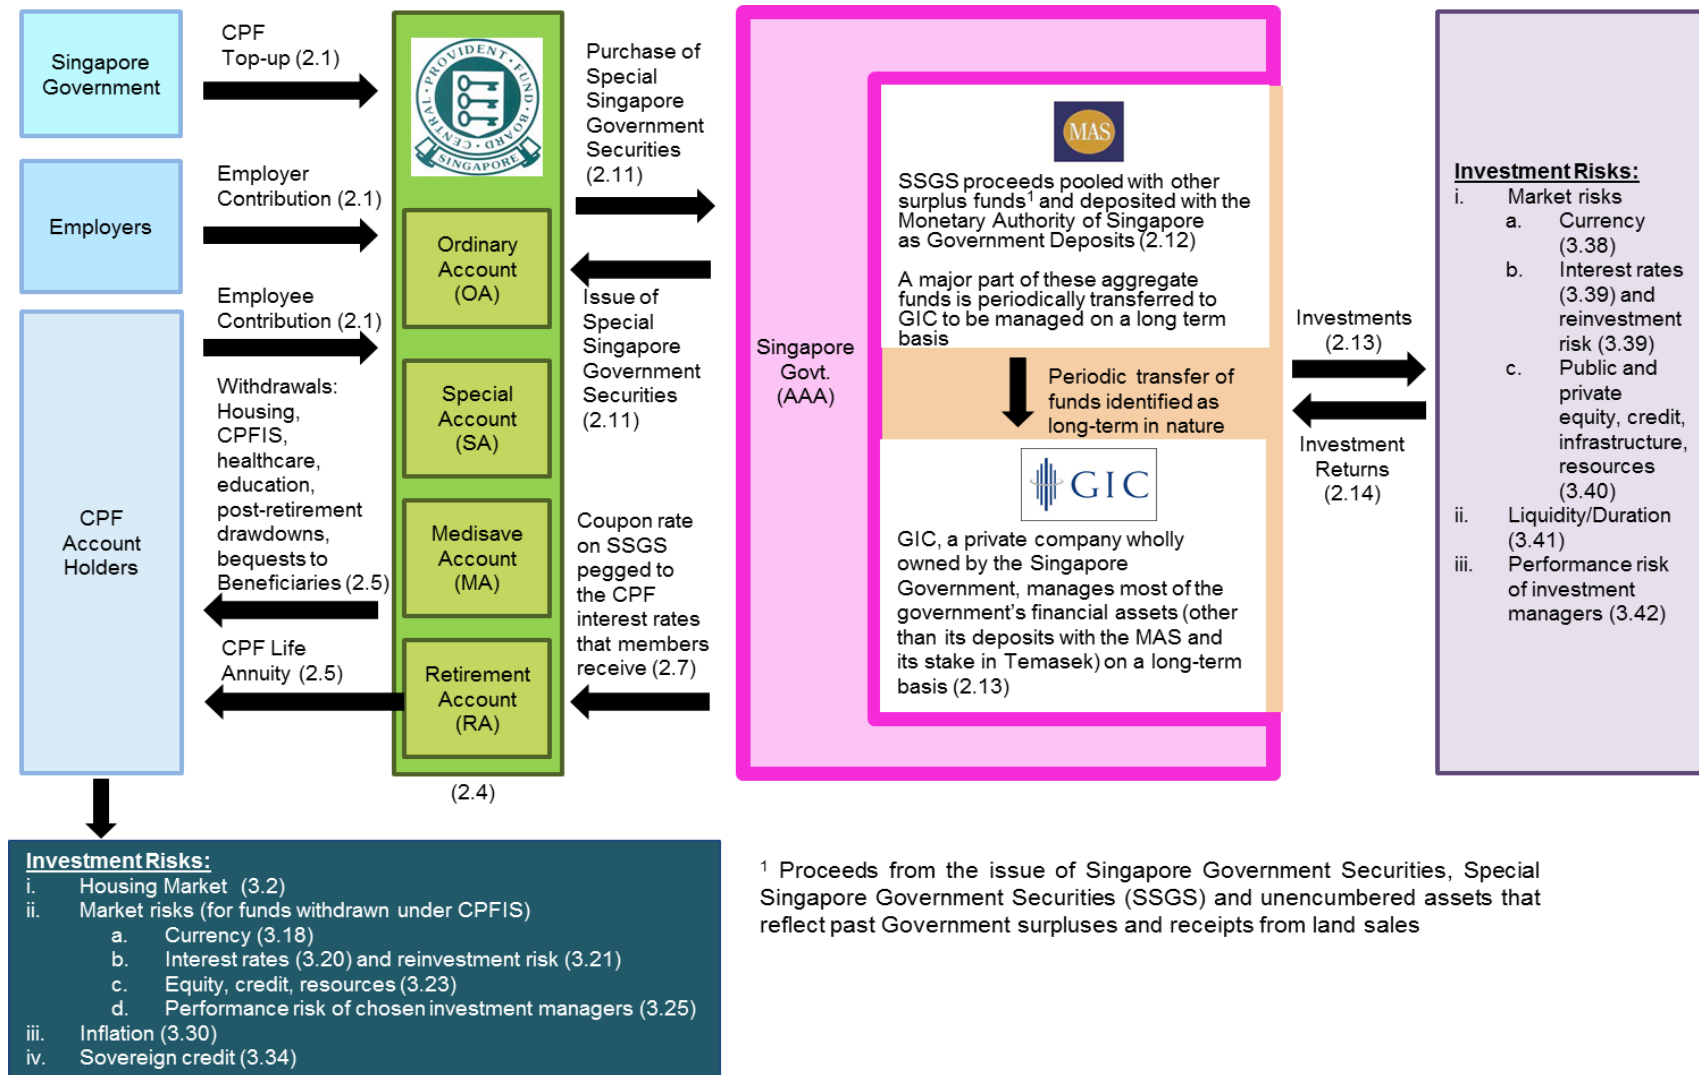 Singapore
Government
Employers
CPF
Account
Holders
CPF
Top-up (2.1)
Employer
Contribution (2.1)
Employee
Contribution (2.1)
Withdrawals:
Housing,
CPFIS,
healthcare,
education,
post-retirement
drawdowns,
bequests to
Beneficiaries (2.5)
CPF Life
Annuity (2.5)
CENTRAL · PROVIDENT · FUND · BOARD
SINGAPORE
Ordinary
Account
(OA)
Special
Account
(SA)
Medisave
Account
(MA)
Retirement
Account
(RA)
(2.4)
Purchase of
Special
Singapore
Government
Securities
(2.11)
Issue of
Special
Singapore
Government
Securities
(2.11)
Coupon rate
on SSGS
pegged to
the CPF
interest rates
that members
receive (2.7)
Singapore
Govt.
(AAA)
MAS
SSGS proceeds pooled with other
surplus funds¹ and deposited with the
Monetary Authority of Singapore
as Government Deposits (2.12)
A major part of these aggregate
funds is periodically transferred to
GIC to be managed on a long term
basis
Periodic transfer of
funds identified as
long-term in nature
GIC
GIC, a private company wholly
owned by the Singapore
Government, manages most of the
government's financial assets (other
than its deposits with the MAS and
its stake in Temasek) on a long-term
basis (2.13)
Investments
(2.13)
Investment
Returns
(2.14)
Investment Risks:
i. Market risks
a. Currency
(3.38)
b. Interest rates
(3.39) and
reinvestment
risk (3.39)
c. Public and
private
equity, credit,
infrastructure,
resources
(3.40)
ii. Liquidity/Duration
(3.41)
iii. Performance risk
of investment
managers (3.42)
Investment Risks:
i. Housing Market (3.2)
ii. Market risks (for funds withdrawn under CPFIS)
a. Currency (3.18)
b. Interest rates (3.20) and reinvestment risk (3.21)
c. Equity, credit, resources (3.23)
d. Performance risk of chosen investment managers (3.25)
iii. Inflation (3.30)
iv. Sovereign credit (3.34)
¹ Proceeds from the issue of Singapore Government Securities, Special
Singapore Government Securities (SSGS) and unencumbered assets that
reflect past Government surpluses and receipts from land sales